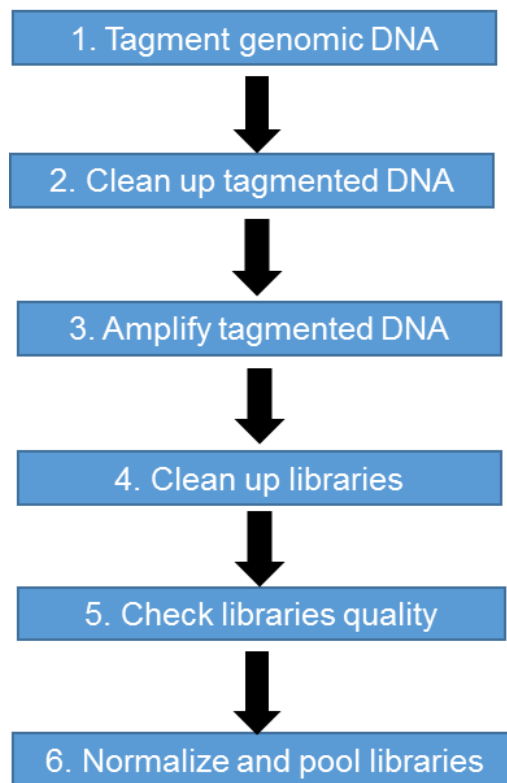 1. Tagment genomic DNA
2. Clean up tagmented DNA
3. Amplify tagmented DNA
4. Clean up libraries
5. Check libraries quality
6. Normalize and pool libraries